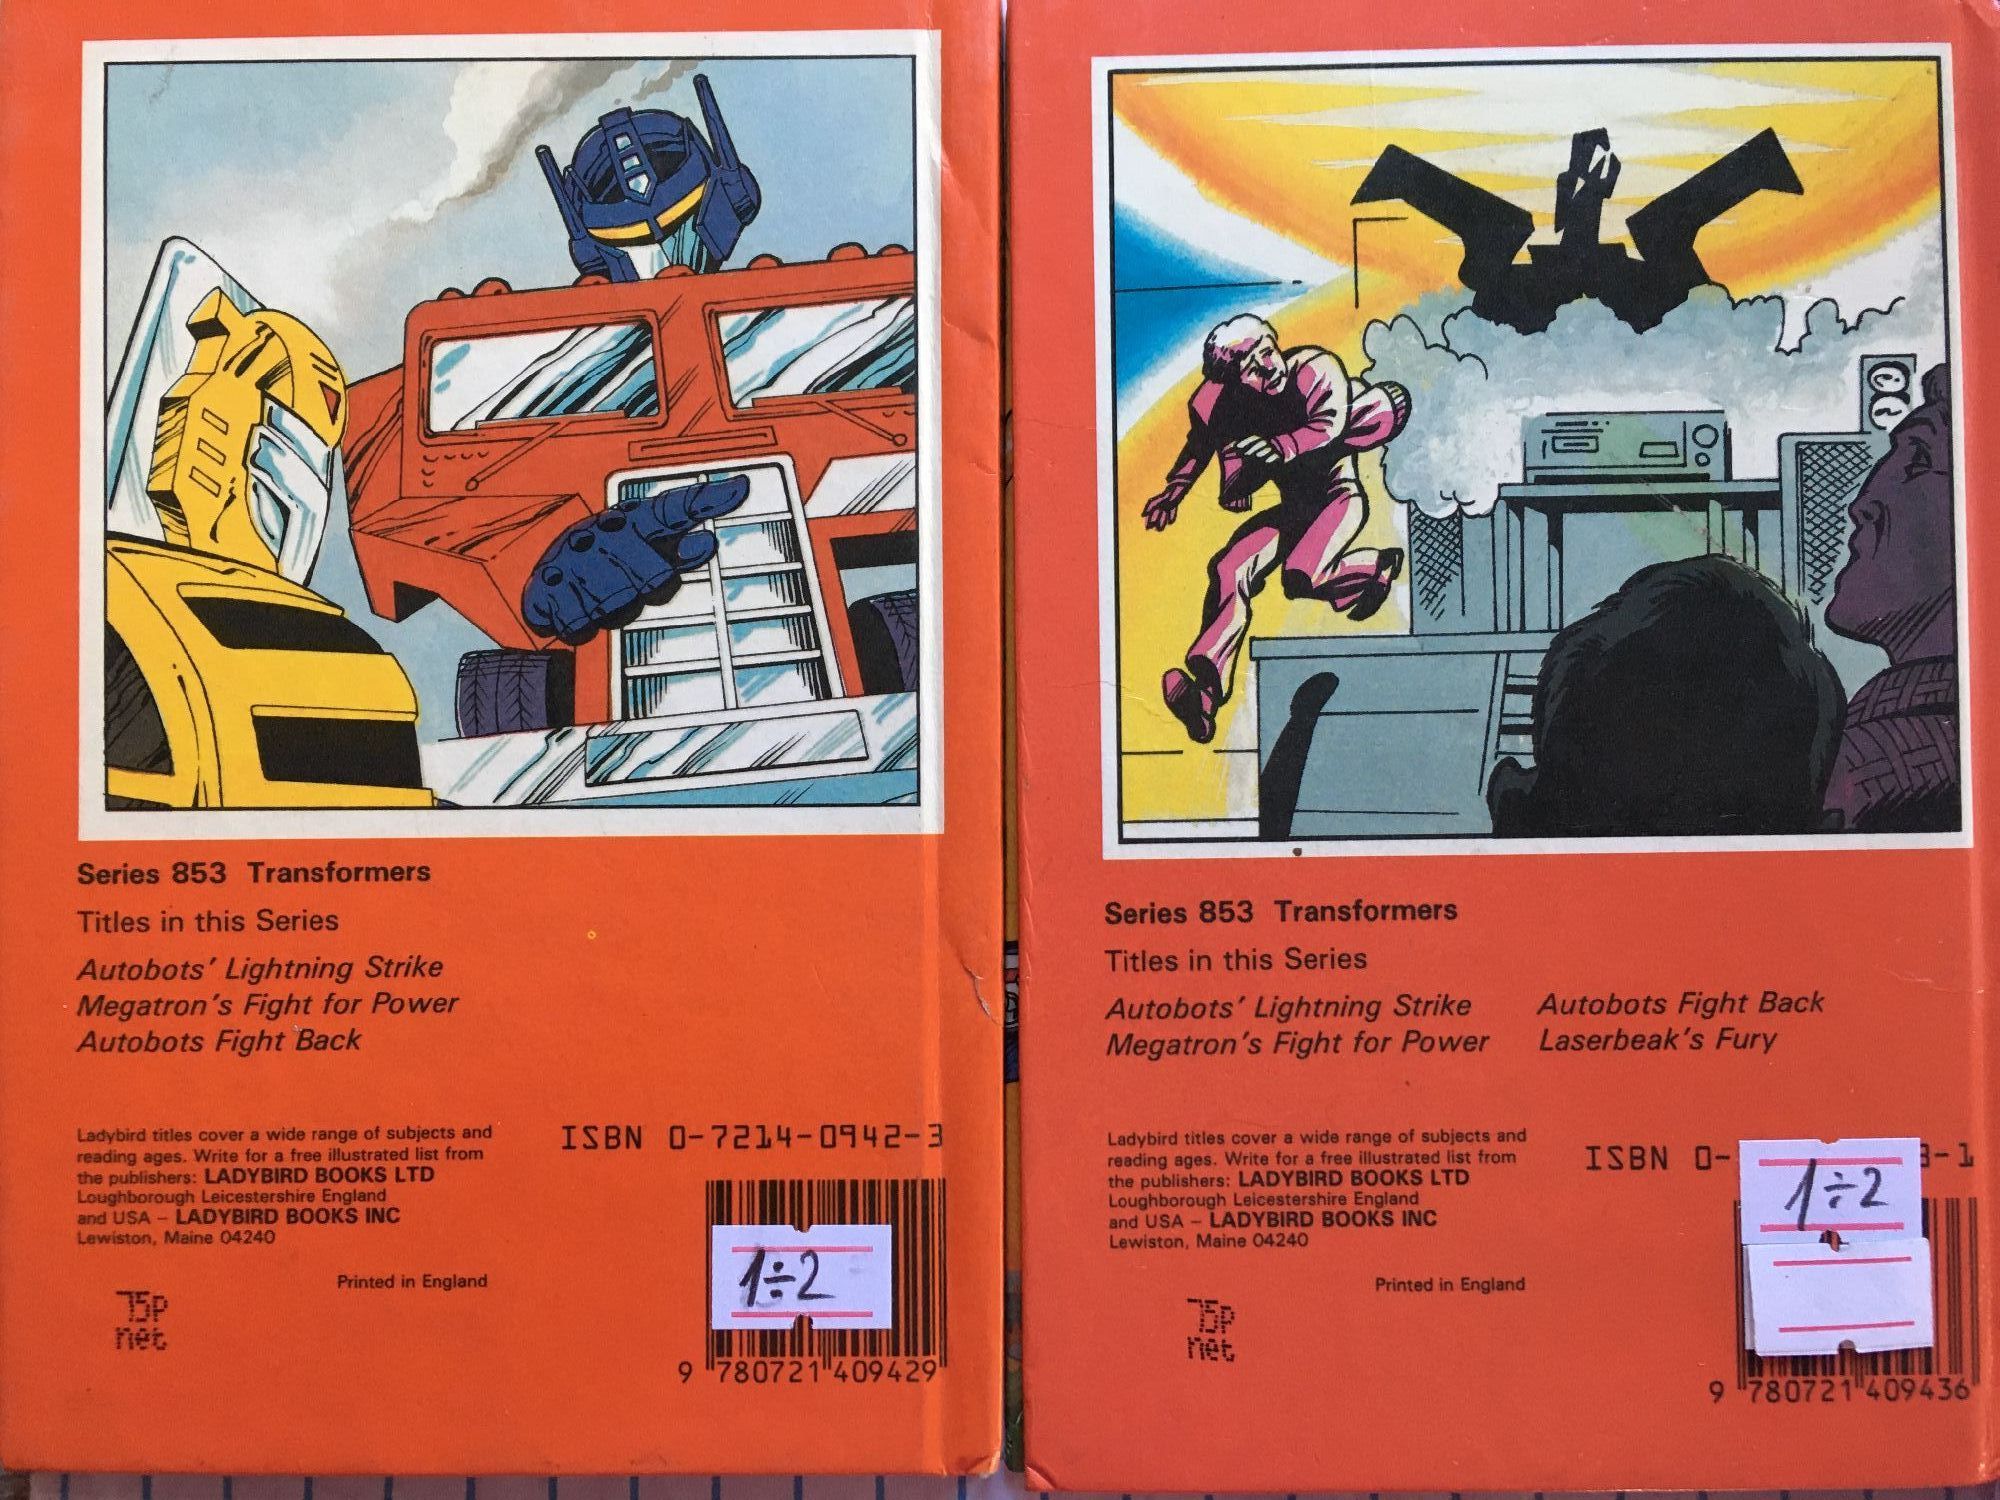 Series 853 Transformers
Titles in this Series
Autobots' Lightning Strike
Megatron's Fight for Power
Autobots Fight Back
Ladybird titles cover a wide range of subjects and
reading ages. Write for a free illustrated list from
the publishers: LADYBIRD BOOKS LTD
Loughborough Leicestershire England
and USA – LADYBIRD BOOKS INC
Lewiston, Maine 04240
Printed in England
75p
net
ISBN 0-7214-0942-3
1÷2
9 780721 409429
Series 853 Transformers
Titles in this Series
Autobots' Lightning Strike
Megatron's Fight for Power
Autobots Fight Back
Laserbeak's Fury
Ladybird titles cover a wide range of subjects and
reading ages. Write for a free illustrated list from
the publishers: LADYBIRD BOOKS LTD
Loughborough Leicestershire England
and USA – LADYBIRD BOOKS INC
Lewiston, Maine 04240
Printed in England
75p
net
ISBN 0- 3-1
1÷2
9 780721 409436